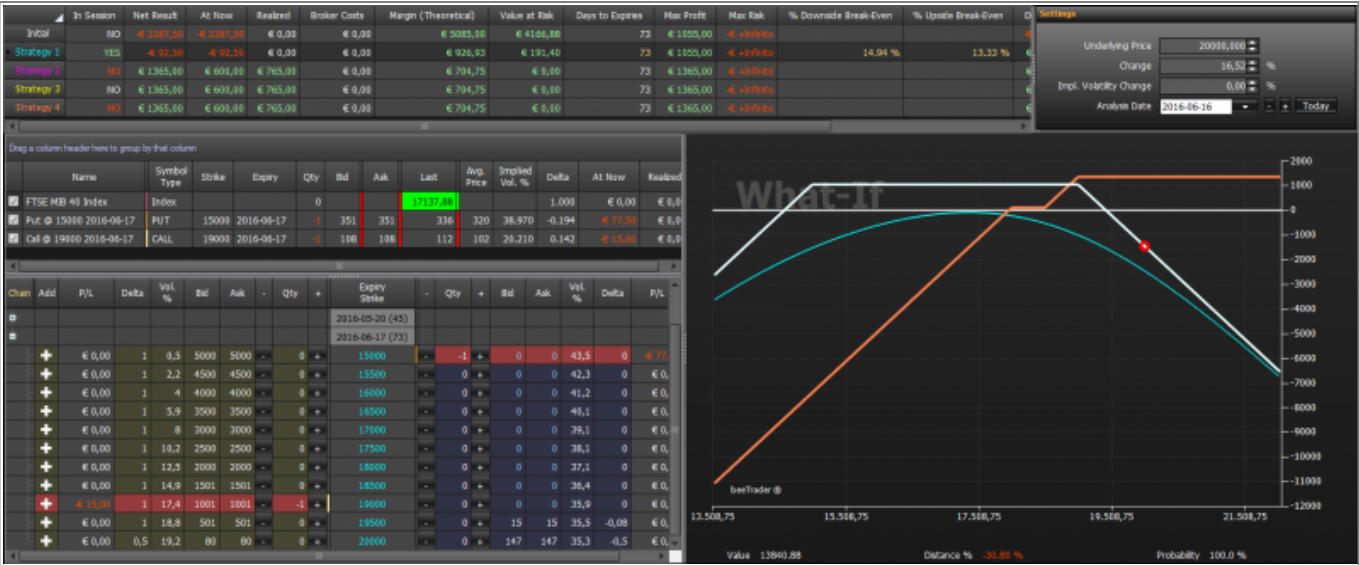 In Session Net Result At Now Realzed Broker Costs Margin (Theoretical) Value at Risk Days to Expiries Max Profit Max Risk % Downside Break-Even % Upside Break-Even D
Initial NO -€ 2287,50 -€ 2287,50 € 0,00 € 0,00 € 5085,00 € 4166,88 73 € 1055,00 -€ +Infinito
Strategy 1 YES -€ 92,50 -€ 92,50 € 0,00 € 0,00 € 926,93 € 191,40 73 € 1055,00 -€ +Infinito 14.94 % 13.33 % €
Strategy 2 NO € 1365,00 € 600,00 € 765,00 € 0,00 € 704,75 € 0,00 73 € 1365,00 -€ +Infinito
Strategy 3 NO € 1365,00 € 600,00 € 765,00 € 0,00 € 704,75 € 0,00 73 € 1365,00 -€ +Infinito
Strategy 4 NO € 1365,00 € 600,00 € 765,00 € 0,00 € 704,75 € 0,00 73 € 1365,00 -€ +Infinito
Settings
Underlying Price 20000,000
Change 16,52 %
Impl. Volatility Change 0,00 %
Analysis Date 2016-06-16 - + Today
Drag a column header here to group by that column
Name Symbol Type Strike Expiry Qty Bid Ask Last Avg. Price Implied Vol. % Delta At Now Realzed
FTSE MIB 40 Index Index 0 17137,88 1.000 € 0,00 € 0,0
Put @ 15000 2016-06-17 PUT 15000 2016-06-17 -1 351 351 336 320 38.970 -0.194 -€ 77,50 € 0,0
Call @ 19000 2016-06-17 CALL 19000 2016-06-17 -1 108 108 112 102 20.210 0.142 -€ 15,00 € 0,0
Chain Add P/L Delta Vol. % Bid Ask - Qty + Expiry Strike - Qty + Bid Ask Vol. % Delta P/L
2016-05-20 (45)
2016-06-17 (73)
€ 0,00 1 0,5 5000 5000 - 0 + 15000 - -1 + 0 0 43,5 0 -€ 77,
€ 0,00 1 2,2 4500 4500 - 0 + 15500 - 0 + 0 0 42,3 0 € 0,
€ 0,00 1 4 4000 4000 - 0 + 16000 - 0 + 0 0 41,2 0 € 0,
€ 0,00 1 5,9 3500 3500 - 0 + 16500 - 0 + 0 0 40,1 0 € 0,
€ 0,00 1 8 3000 3000 - 0 + 17000 - 0 + 0 0 39,1 0 € 0,
€ 0,00 1 10,2 2500 2500 - 0 + 17500 - 0 + 0 0 38,1 0 € 0,
€ 0,00 1 12,5 2000 2000 - 0 + 18000 - 0 + 0 0 37,1 0 € 0,
€ 0,00 1 14,9 1501 1501 - 0 + 18500 - 0 + 0 0 36,4 0 € 0,
-€ 15,00 1 17,4 1001 1001 - -1 + 19000 - 0 + 0 0 35,9 0 € 0,
€ 0,00 1 18,8 501 501 - 0 + 19500 - 0 + 15 15 35,5 -0,08 € 0,
€ 0,00 0,5 19,2 80 80 - 0 + 20000 - 0 + 147 147 35,3 -0,5 € 0,
What-If
2000
1000
0
-1000
-2000
-3000
-4000
-5000
-6000
-7000
-8000
-9000
-10000
-11000
-12000
beeTrader ®
13.508,75 15.508,75 17.508,75 19.508,75 21.508,75
Value 13840.88 Distance % -30.80 % Probability 100.0 %